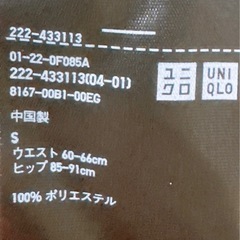 222-433113
01-22-0F085A
222-433113(04-01)
8167-00B1-00EG
ユニ
クロ
UNI
QLO
中国製
S
ウエスト 60-66cm
ヒップ 85-91cm
100% ポリエステル